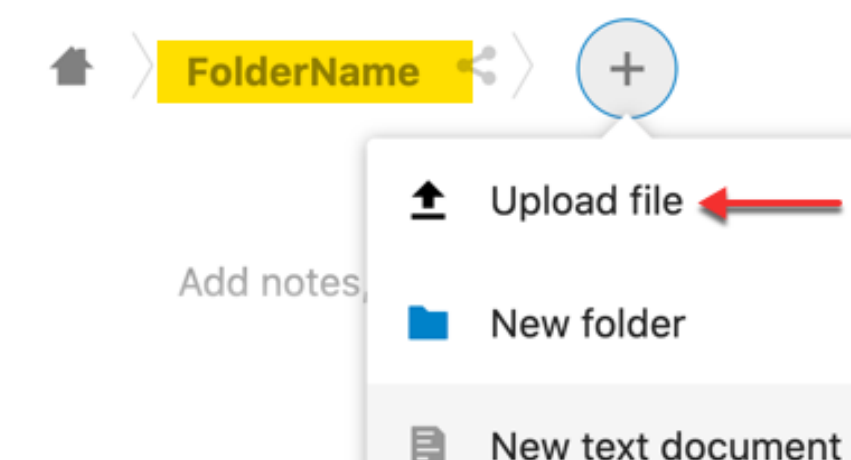 FolderName
Upload file
Add notes,
New folder
New text document